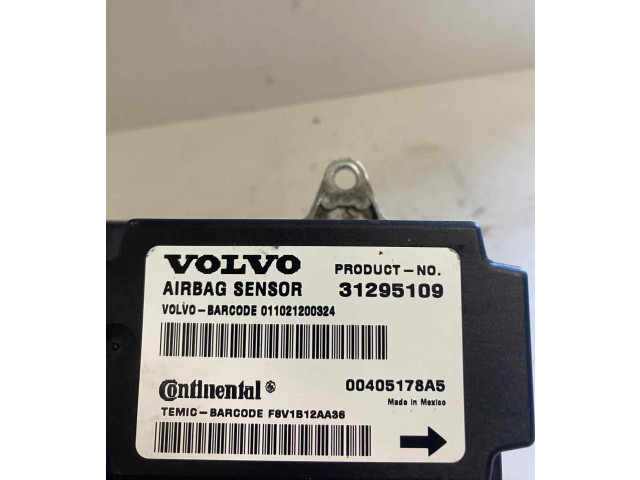 VOLVO PRODUCT-NO.
AIRBAG SENSOR 31295109
VOLVO-BARCODE 011021200324
Continental ® 00405178A5
Made in Mexico
TEMIC-BARCODE F8V1B12AA36